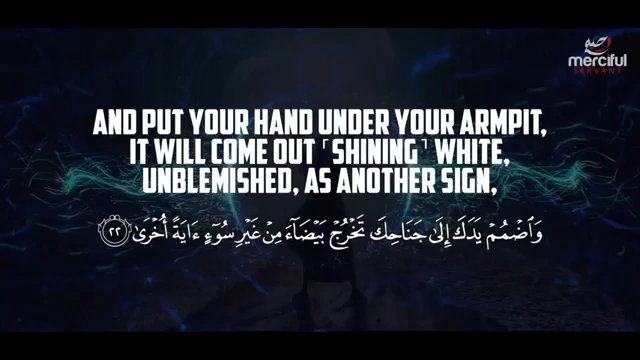 merciful
SERVANT
AND PUT YOUR HAND UNDER YOUR ARMPIT,
IT WILL COME OUT ˹SHINING˺ WHITE,
UNBLEMISHED, AS ANOTHER SIGN,
وَٱضْمُمْ يَدَكَ إِلَىٰ جَنَاحِكَ تَخْرُجْ بَيْضَآءَ مِنْ غَيْرِ سُوٓءٍ ءَايَةً أُخْرَىٰ ٢٢